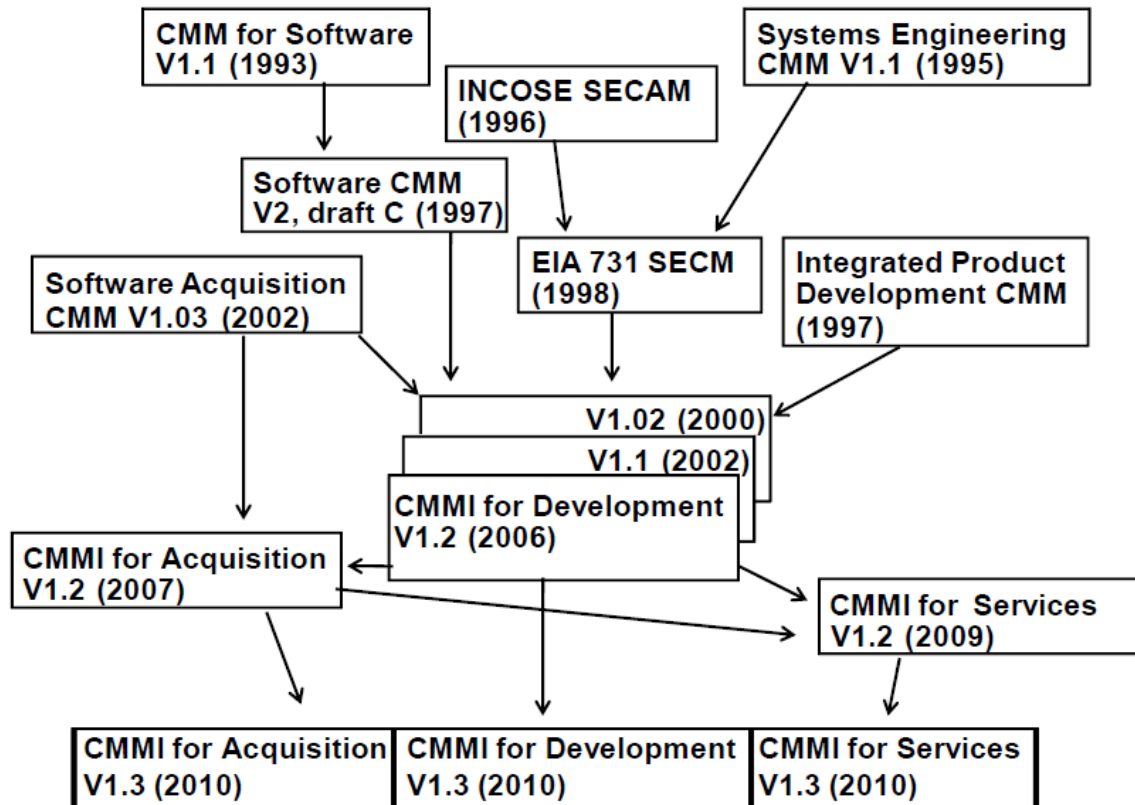 CMM for Software
V1.1 (1993)
Systems Engineering
CMM V1.1 (1995)
INCOSE SECAM
(1996)
Software CMM
V2, draft C (1997)
EIA 731 SECM
(1998)
Integrated Product
Development CMM
(1997)
Software Acquisition
CMM V1.03 (2002)
V1.02 (2000)
V1.1 (2002)
CMMI for Development
V1.2 (2006)
CMMI for Acquisition
V1.2 (2007)
CMMI for Services
V1.2 (2009)
CMMI for Acquisition
V1.3 (2010)
CMMI for Development
V1.3 (2010)
CMMI for Services
V1.3 (2010)